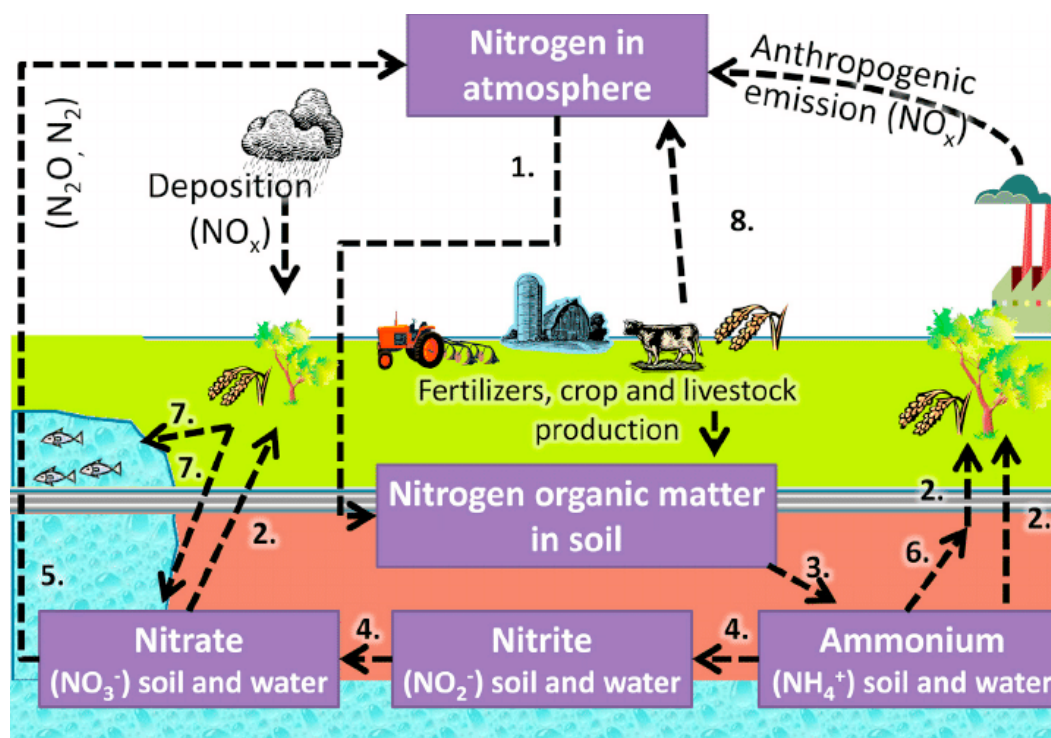 Nitrogen in
atmosphere
Anthropogenic
emission (NOₓ)
(N₂O, N₂)
1.
Deposition
(NOₓ)
8.
Fertilizers, crop and livestock
production
7.
7.
2.
Nitrogen organic matter
in soil
2.
2.
3.
6.
5.
4.
4.
Nitrate
(NO₃⁻) soil and water
Nitrite
(NO₂⁻) soil and water
Ammonium
(NH₄⁺) soil and water